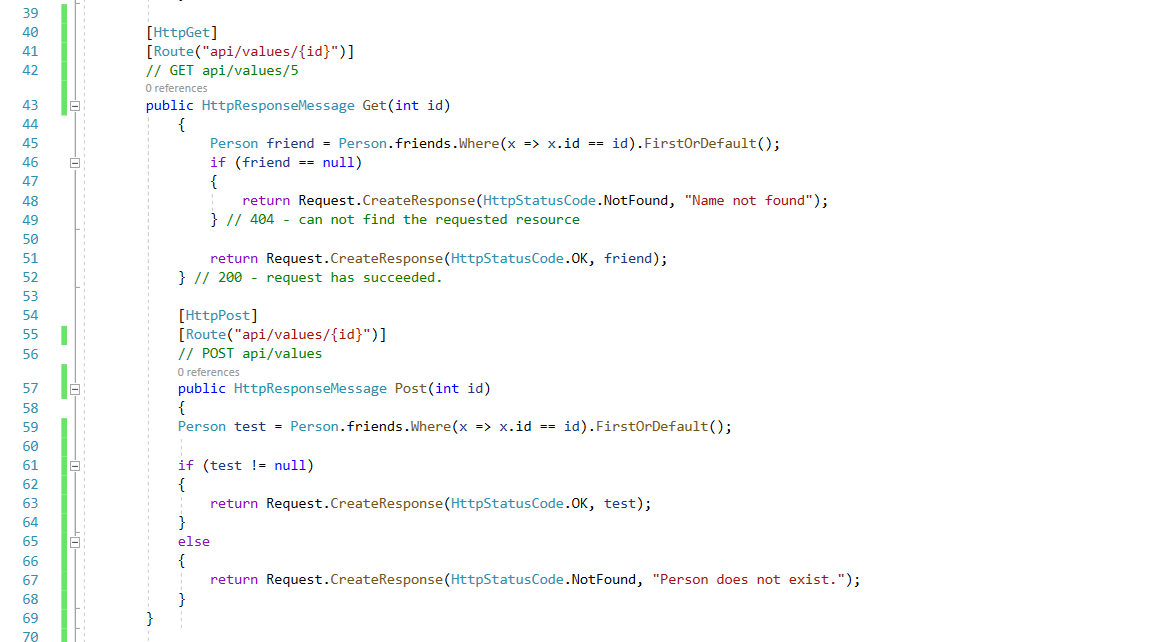 39
40 [HttpGet]
41 [Route("api/values/{id}")]
42 // GET api/values/5
0 references
43 public HttpResponseMessage Get(int id)
44 {
45 Person friend = Person.friends.Where(x => x.id == id).FirstOrDefault();
46 if (friend == null)
47 {
48 return Request.CreateResponse(HttpStatusCode.NotFound, "Name not found");
49 } // 404 - can not find the requested resource
50
51 return Request.CreateResponse(HttpStatusCode.OK, friend);
52 } // 200 - request has succeeded.
53
54 [HttpPost]
55 [Route("api/values/{id}")]
56 // POST api/values
0 references
57 public HttpResponseMessage Post(int id)
58 {
59 Person test = Person.friends.Where(x => x.id == id).FirstOrDefault();
60
61 if (test != null)
62 {
63 return Request.CreateResponse(HttpStatusCode.OK, test);
64 }
65 else
66 {
67 return Request.CreateResponse(HttpStatusCode.NotFound, "Person does not exist.");
68 }
69 }
70